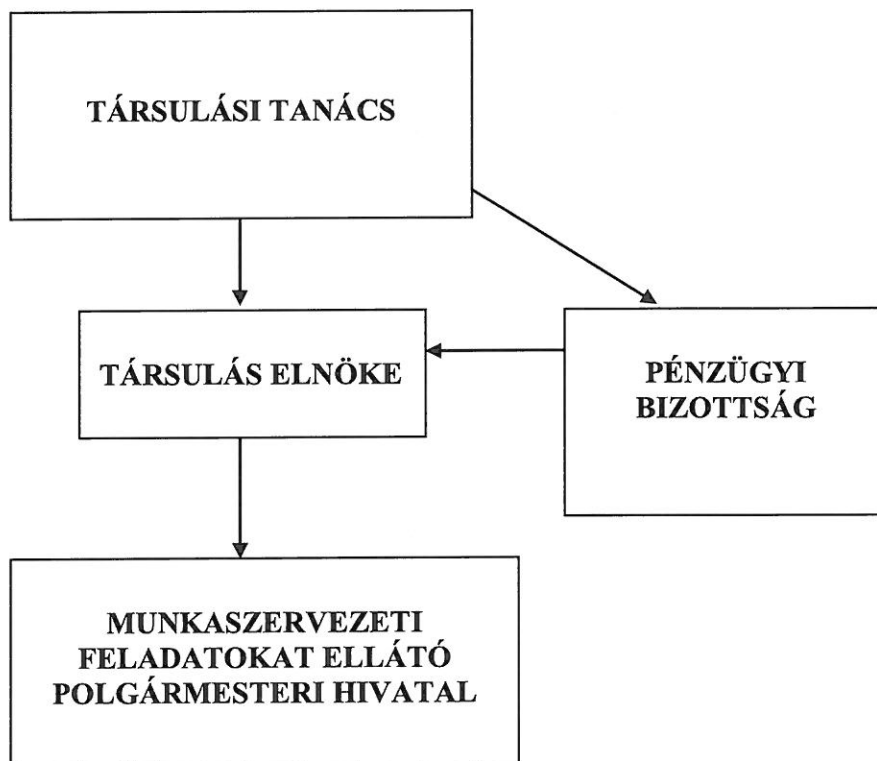 TÁRSULÁSI TANÁCS
TÁRSULÁS ELNÖKE
PÉNZÜGYI
BIZOTTSÁG
MUNKASZERVEZETI
FELADATOKAT ELLÁTÓ
POLGÁRMESTERI HIVATAL